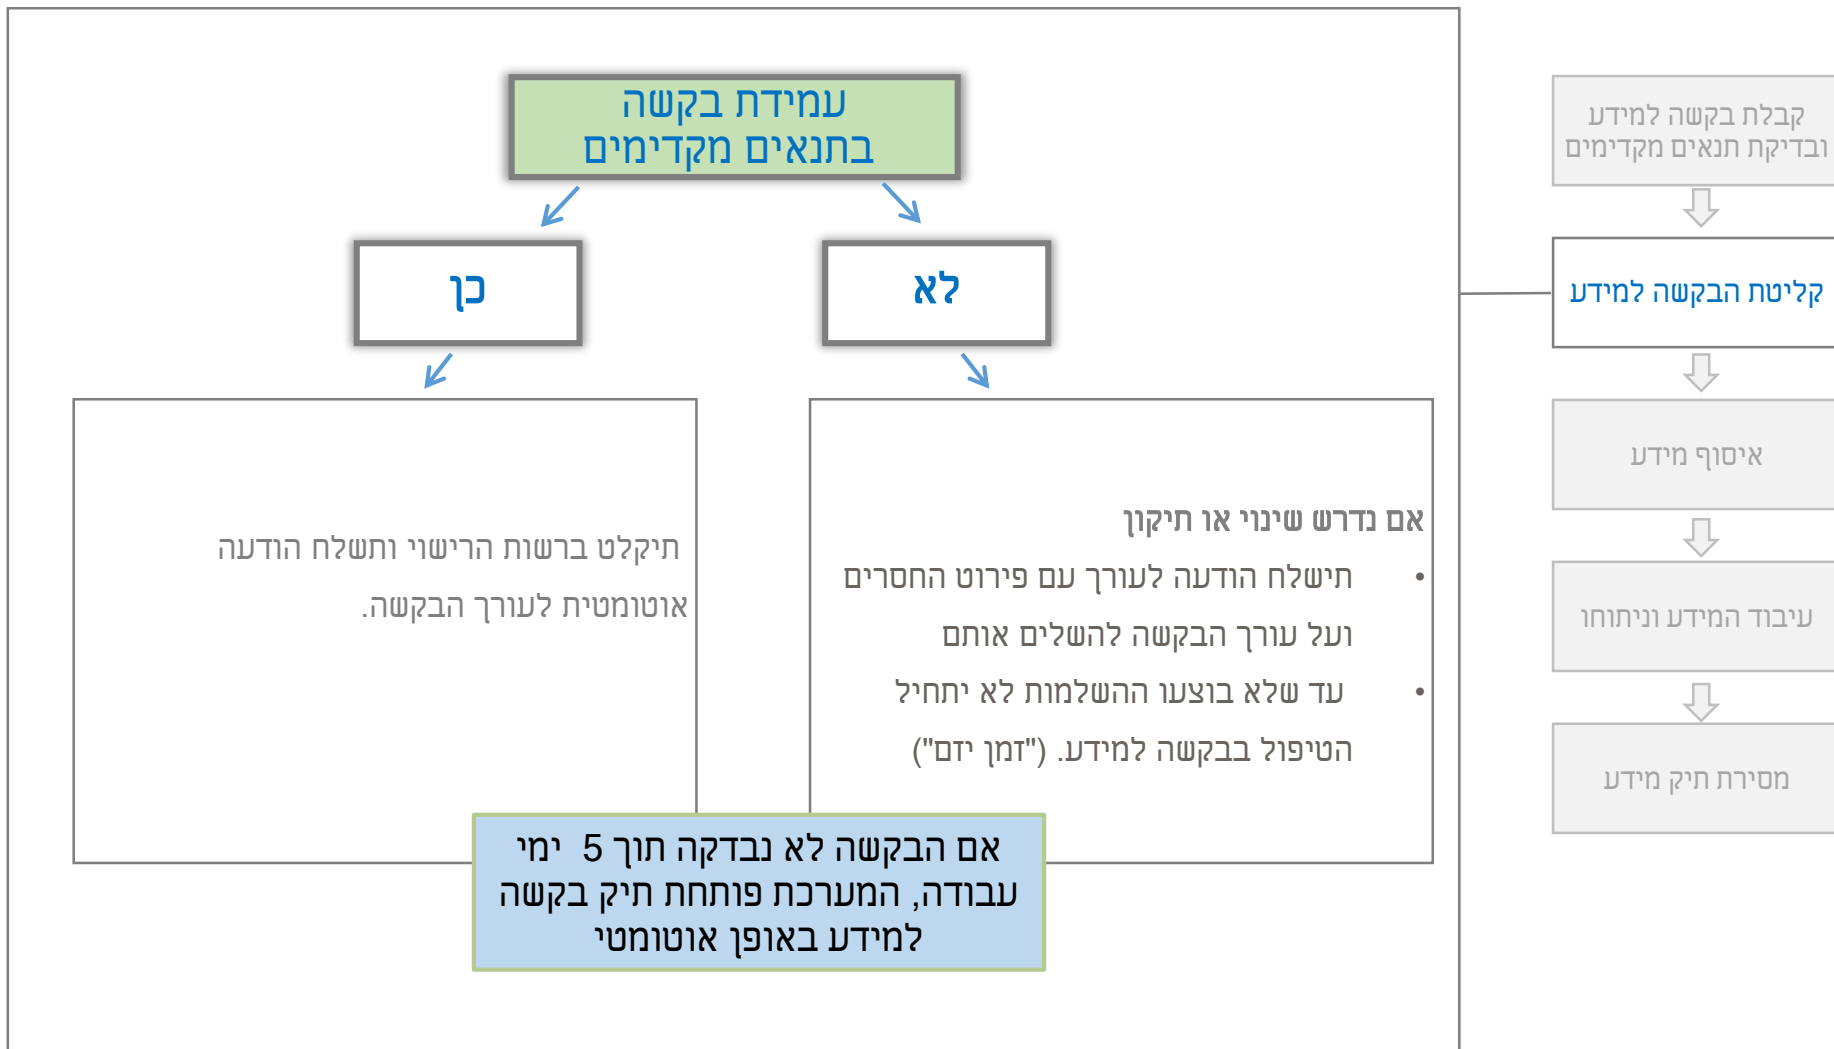 עמידת בקשה
בתנאים מקדימים
כן
לא
תיקלט ברשות הרישוי ותשלח הודעה
אוטומטית לעורך הבקשה.
אם נדרש שינוי או תיקון
• תישלח הודעה לעורך עם פירוט החסרים
ועל עורך הבקשה להשלים אותם
• עד שלא בוצעו ההשלמות לא יתחיל
הטיפול בבקשה למידע. ("זמן יזם")
אם הבקשה לא נבדקה תוך 5 ימי
עבודה, המערכת פותחת תיק בקשה
למידע באופן אוטומטי
קבלת בקשה למידע
ובדיקת תנאים מקדימים
קליטת הבקשה למידע
איסוף מידע
עיבוד המידע וניתוחו
מסירת תיק מידע